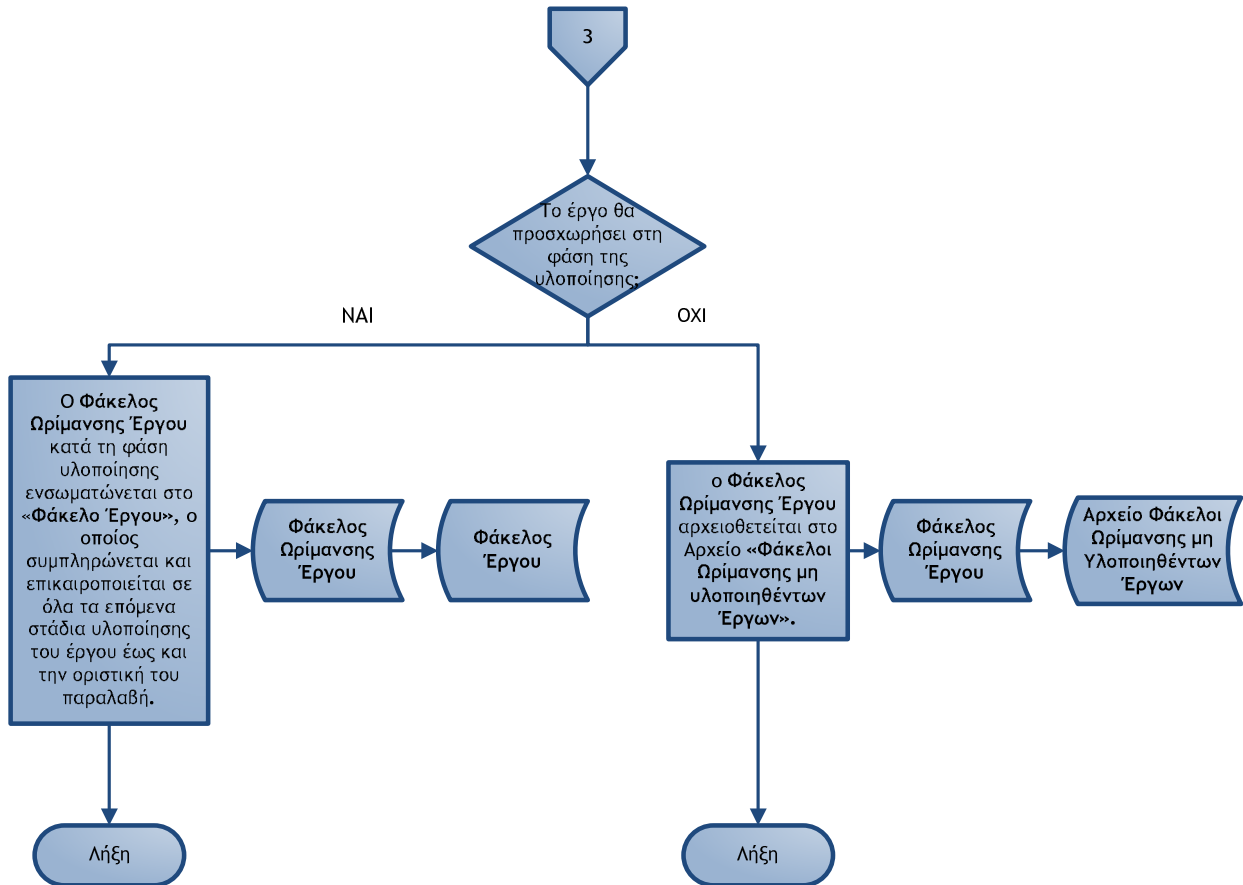 3
Το έργο θα
προσχωρήσει στη
φάση της
υλοποίησης;
ΝΑΙ
ΟΧΙ
Ο Φάκελος
Ωρίμανσης Έργου
κατά τη φάση
υλοποίησης
ενσωματώνεται στο
«Φάκελο Έργου», ο
οποίος
συμπληρώνεται και
επικαιροποιείται σε
όλα τα επόμενα
στάδια υλοποίησης
του έργου έως και
την οριστική του
παραλαβή.
Φάκελος
Ωρίμανσης
Έργου
Φάκελος
Έργου
ο Φάκελος
Ωρίμανσης Έργου
αρχειοθετείται στο
Αρχείο «Φάκελοι
Ωρίμανσης μη
υλοποιηθέντων
Έργων».
Φάκελος
Ωρίμανσης
Έργου
Αρχείο Φάκελοι
Ωρίμανσης μη
Υλοποιηθέντων
Έργων
Λήξη
Λήξη